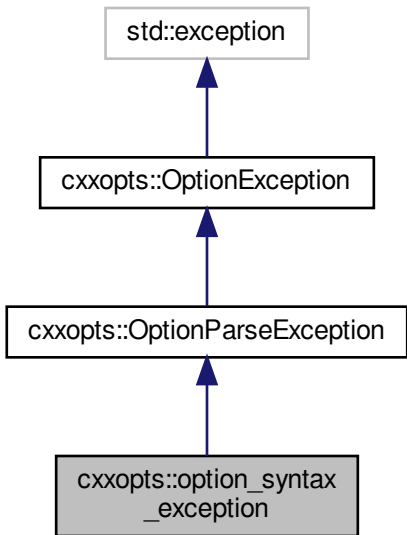 std::exception
cxxopts::OptionException
cxxopts::OptionParseException
cxxopts::option_syntax
_exception